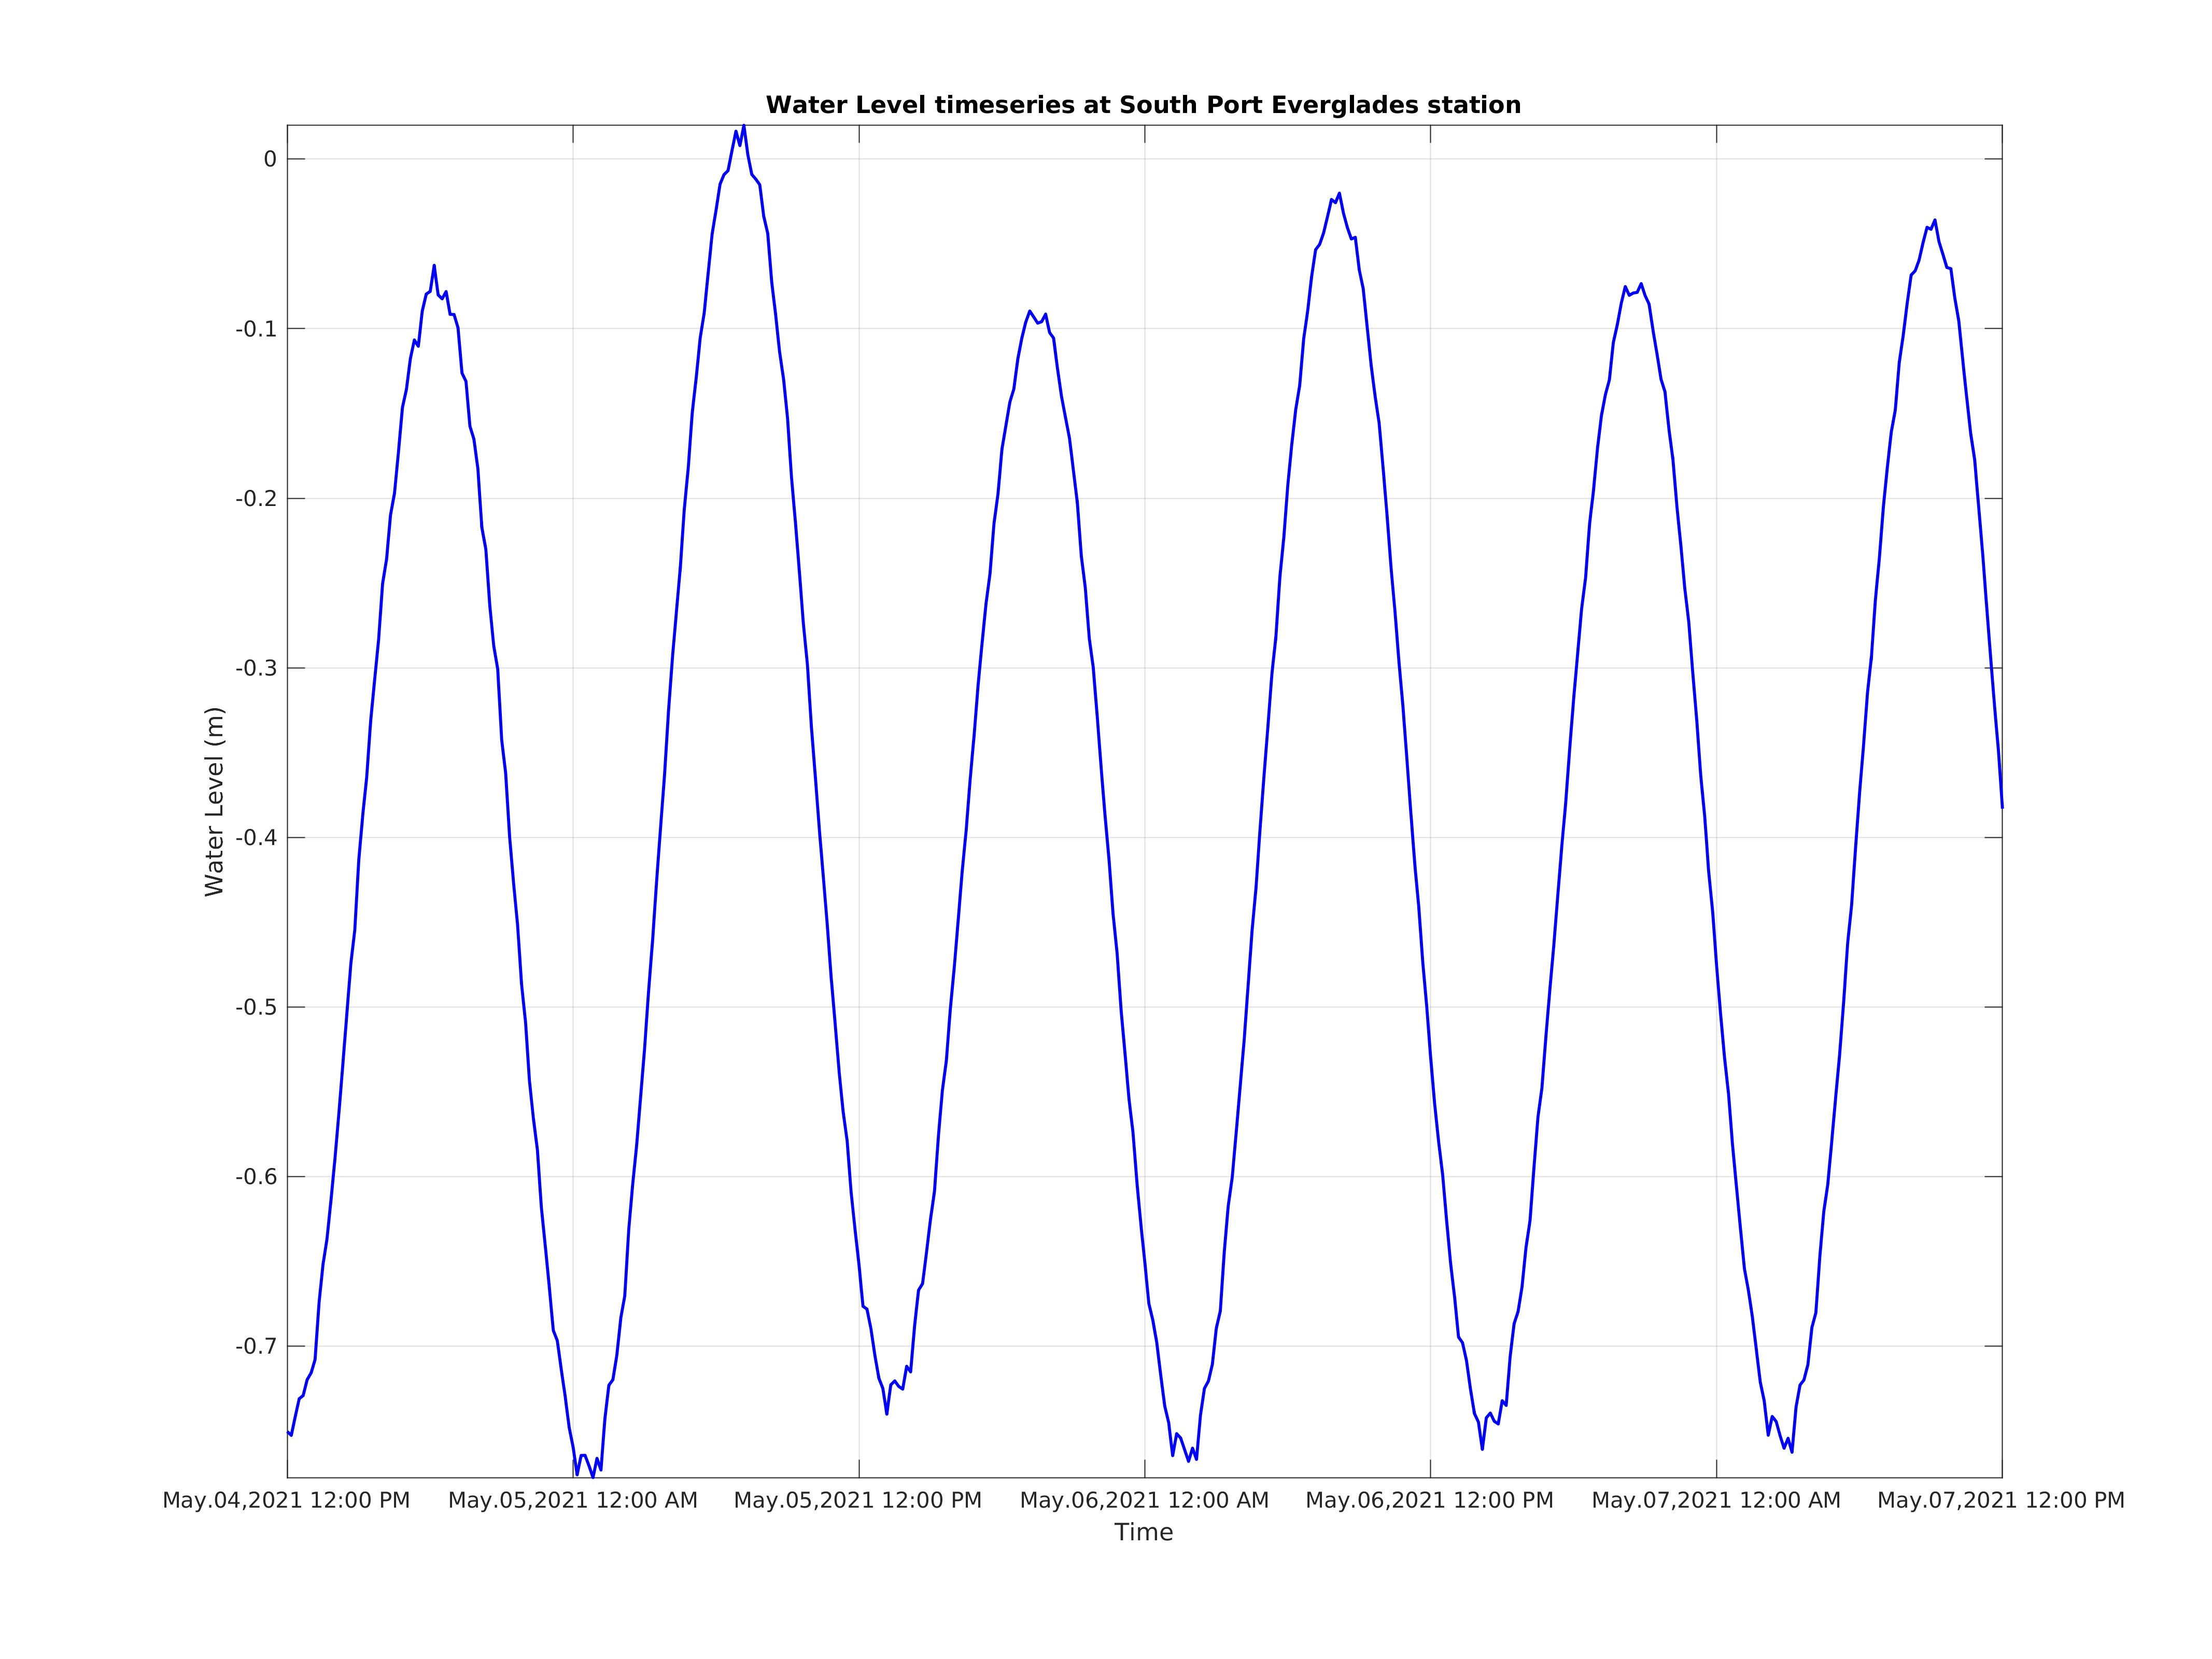 Water Level timeseries at South Port Everglades station
0
-0.1
-0.2
-0.3
-0.4
-0.5
-0.6
-0.7
Water Level (m)
May.04,2021 12:00 PM May.05,2021 12:00 AM May.05,2021 12:00 PM May.06,2021 12:00 AM May.06,2021 12:00 PM May.07,2021 12:00 AM May.07,2021 12:00 PM
Time